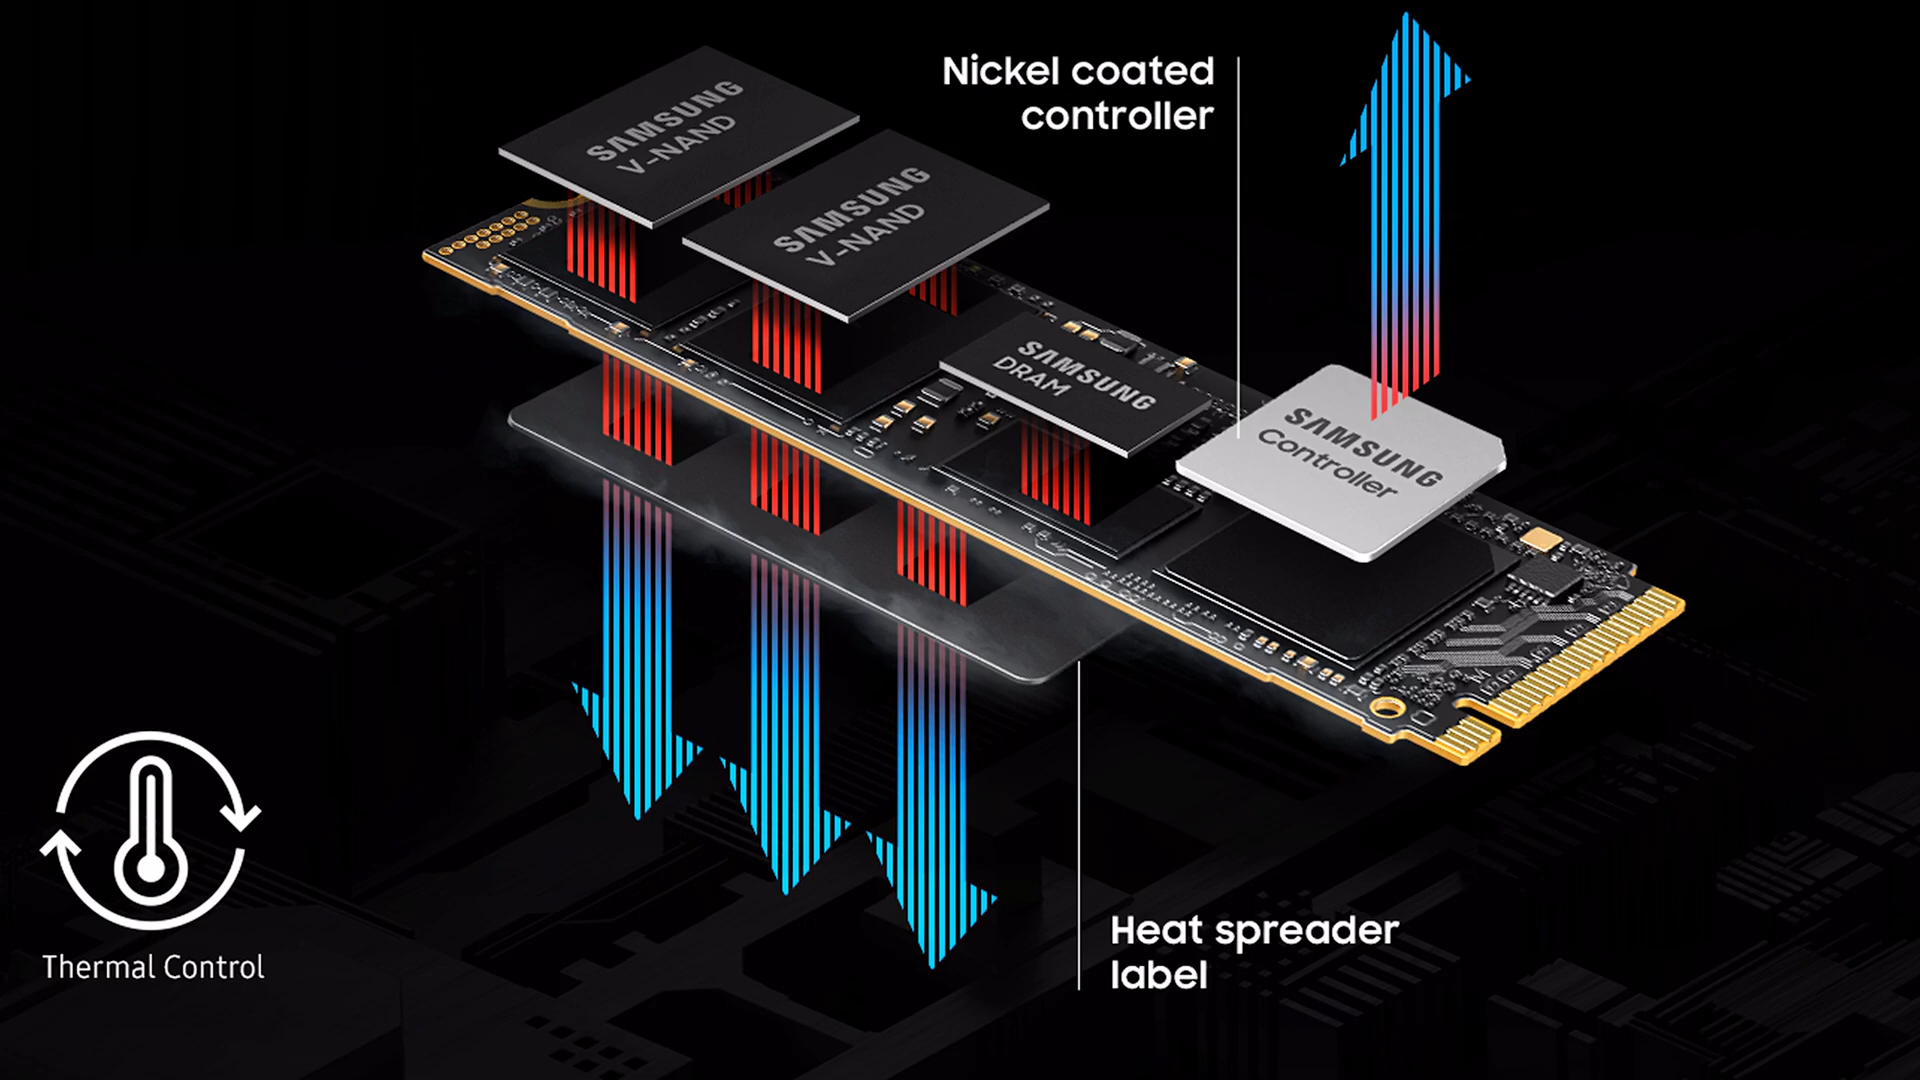 SAMSUNG
V-NAND
SAMSUNG
V-NAND
Nickel coated
controller
SAMSUNG
DRAM
SAMSUNG
Controller
Thermal Control
Heat spreader
label